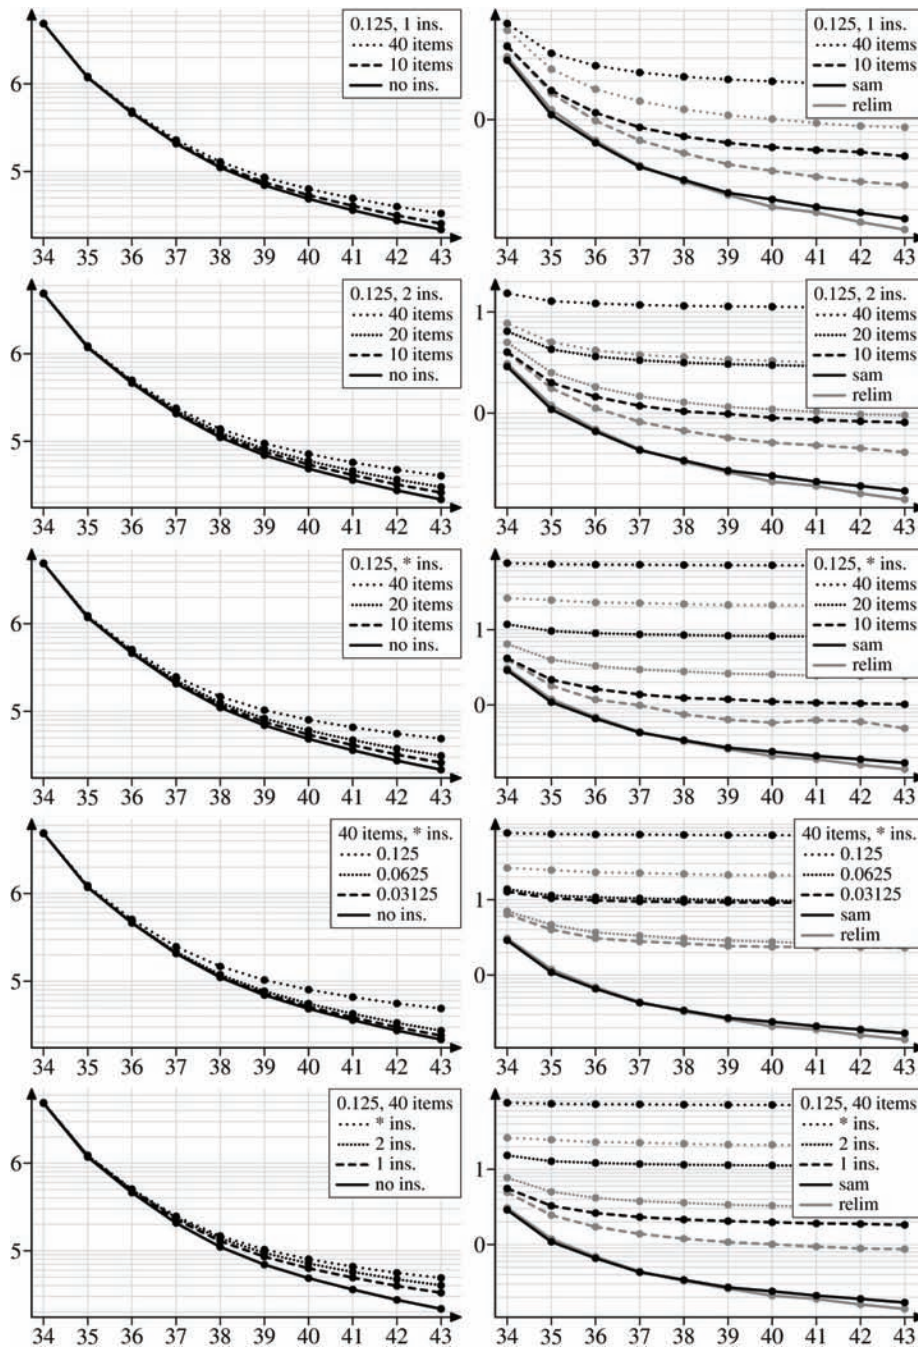 0.125, 1 ins.
40 items
10 items
no ins.
6
5
34 35 36 37 38 39 40 41 42 43
0.125, 1 ins.
40 items
10 items
sam
relim
0
34 35 36 37 38 39 40 41 42 43
0.125, 2 ins.
40 items
20 items
10 items
no ins.
6
5
34 35 36 37 38 39 40 41 42 43
0.125, 2 ins.
40 items
20 items
10 items
sam
relim
1
0
34 35 36 37 38 39 40 41 42 43
0.125, * ins.
40 items
20 items
10 items
no ins.
6
5
34 35 36 37 38 39 40 41 42 43
0.125, * ins.
40 items
20 items
10 items
sam
relim
1
0
34 35 36 37 38 39 40 41 42 43
40 items, * ins.
0.125
0.0625
0.03125
no ins.
6
5
34 35 36 37 38 39 40 41 42 43
40 items, * ins.
0.125
0.0625
0.03125
sam
relim
1
0
34 35 36 37 38 39 40 41 42 43
0.125, 40 items
* ins.
2 ins.
1 ins.
no ins.
6
5
34 35 36 37 38 39 40 41 42 43
0.125, 40 items
* ins.
2 ins.
1 ins.
sam
relim
1
0
34 35 36 37 38 39 40 41 42 43